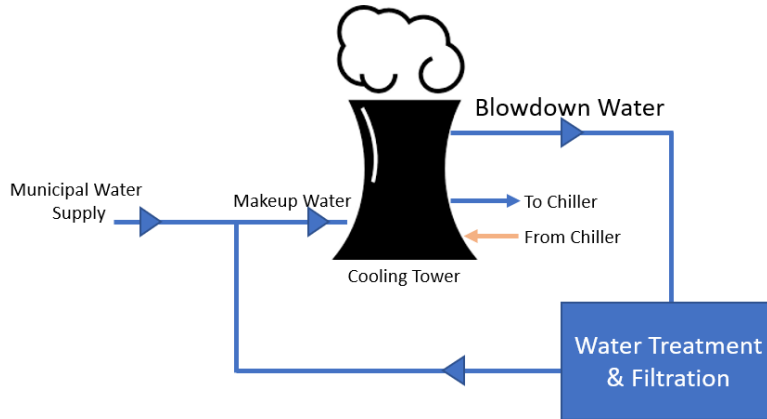 Blowdown Water
Municipal Water
Supply
Makeup Water
To Chiller
From Chiller
Cooling Tower
Water Treatment
& Filtration